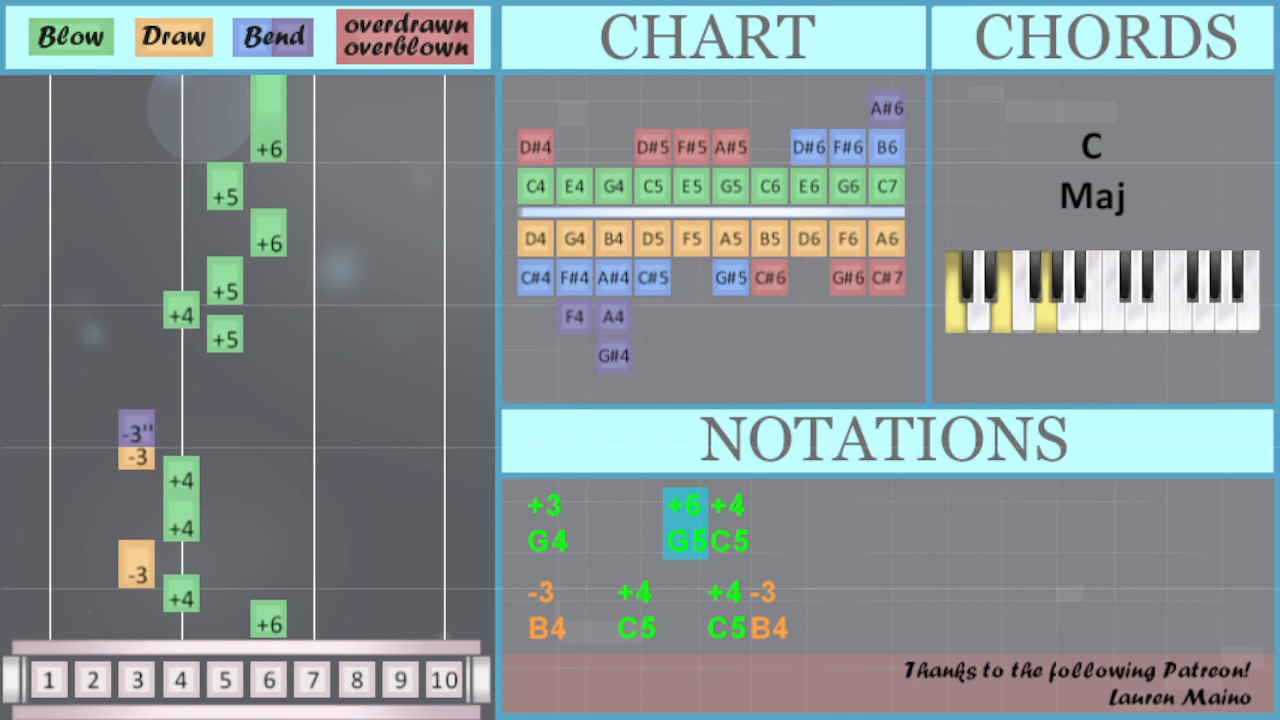 Blow Draw Bend overdrawn
overblown
CHART
CHORDS
+6
+5
+6
+5
+4
+5
-3''
-3
+4
+4
-3
+4
+6
1 2 3 4 5 6 7 8 9 10
A#6
D#4 D#5 F#5 A#5 D#6 F#6 B6
C4 E4 G4 C5 E5 G5 C6 E6 G6 C7
D4 G4 B4 D5 F5 A5 B5 D6 F6 A6
C#4 F#4 A#4 C#5 G#5 C#6 G#6 C#7
F4 A4
G#4
C
Maj
NOTATIONS
+3 +6 +4
G4 G5 C5
-3 +4 +4 -3
B4 C5 C5 B4
Thanks to the following Patreon!
Lauren Maino